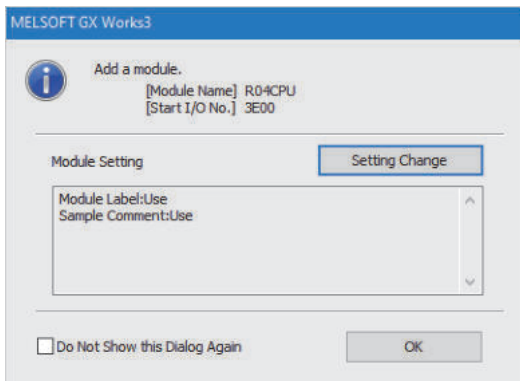 MELSOFT GX Works3
Add a module.
[Module Name] R04CPU
[Start I/O No.] 3E00
Module Setting
Setting Change
Module Label:Use
Sample Comment:Use
Do Not Show this Dialog Again
OK